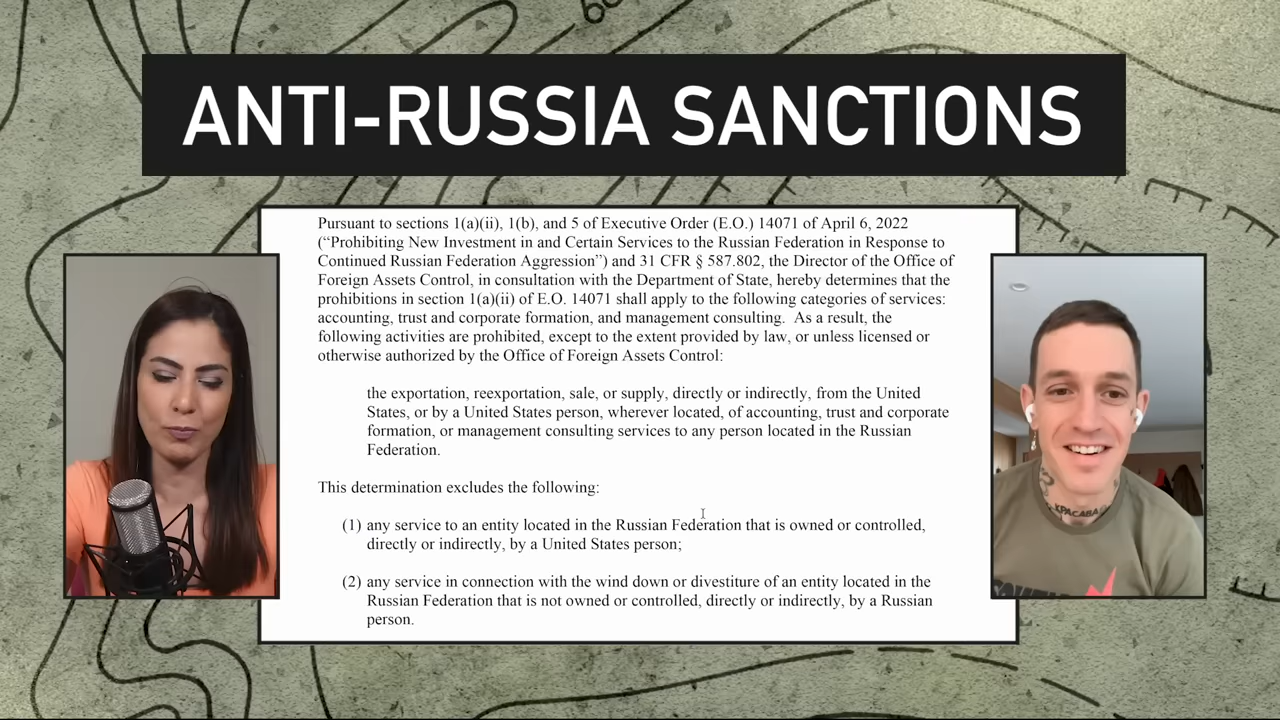 60
ANTI-RUSSIA SANCTIONS
Pursuant to sections 1(a)(ii), 1(b), and 5 of Executive Order (E.O.) 14071 of April 6, 2022
(“Prohibiting New Investment in and Certain Services to the Russian Federation in Response to
Continued Russian Federation Aggression”) and 31 CFR § 587.802, the Director of the Office of
Foreign Assets Control, in consultation with the Department of State, hereby determines that the
prohibitions in section 1(a)(ii) of E.O. 14071 shall apply to the following categories of services:
accounting, trust and corporate formation, and management consulting. As a result, the
following activities are prohibited, except to the extent provided by law, or unless licensed or
otherwise authorized by the Office of Foreign Assets Control:
the exportation, reexportation, sale, or supply, directly or indirectly, from the United
States, or by a United States person, wherever located, of accounting, trust and corporate
formation, or management consulting services to any person located in the Russian
Federation.
This determination excludes the following:
(1) any service to an entity located in the Russian Federation that is owned or controlled,
directly or indirectly, by a United States person;
(2) any service in connection with the wind down or divestiture of an entity located in the
Russian Federation that is not owned or controlled, directly or indirectly, by a Russian
person.
КРАСАВА